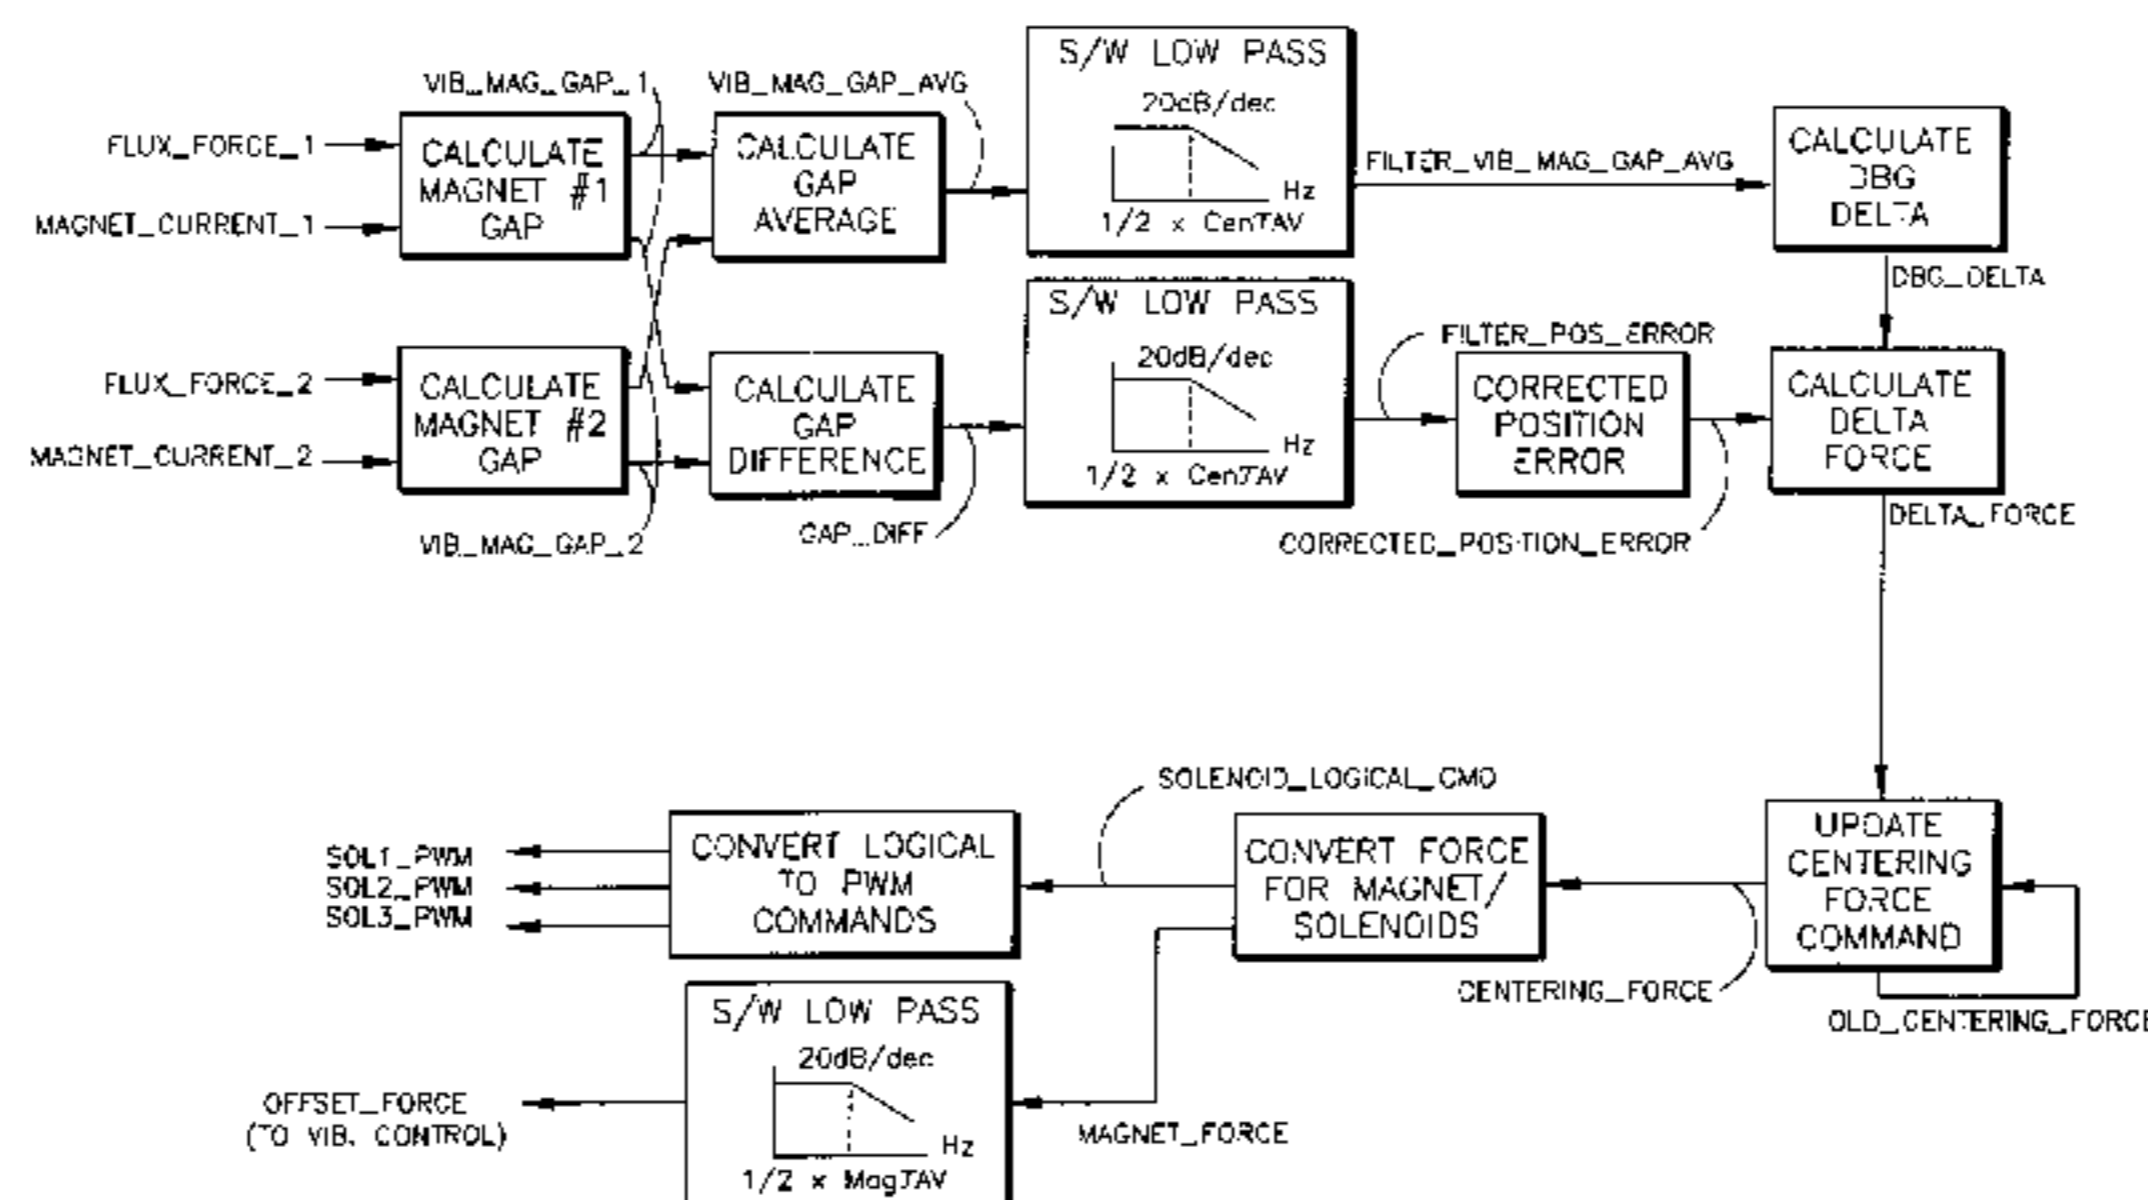 VIB_MAG_GAP_1
VIB_MAG_GAP_AVG
S/W LOW PASS
20dB/dec
Hz
1/2 x CenTAV
FLUX_FORCE_1
MAGNET_CURRENT_1
CALCULATE
MAGNET #1
GAP
CALCULATE
GAP
AVERAGE
FILTER_VIB_MAG_GAP_AVG
CALCULATE
DBG
DELTA
DBG_DELTA
FLUX_FORCE_2
MAGNET_CURRENT_2
CALCULATE
MAGNET #2
GAP
VIB_MAG_GAP_2
CALCULATE
GAP
DIFFERENCE
GAP_DIFF
S/W LOW PASS
20dB/dec
Hz
1/2 x CenTAV
FILTER_POS_ERROR
CORRECTED
POSITION
ERROR
CORRECTED_POSITION_ERROR
CALCULATE
DELTA
FORCE
DELTA_FORCE
UPDATE
CENTERING
FORCE
COMMAND
OLD_CENTERING_FORCE
CENTERING_FORCE
CONVERT FORCE
FOR MAGNET/
SOLENOIDS
SOLENOID_LOGICAL_CMD
CONVERT LOGICAL
TO PWM
COMMANDS
SOL1_PWM
SOL2_PWM
SOL3_PWM
MAGNET_FORCE
S/W LOW PASS
20dB/dec
Hz
1/2 x MagTAV
OFFSET_FORCE
(TO VIB. CONTROL)